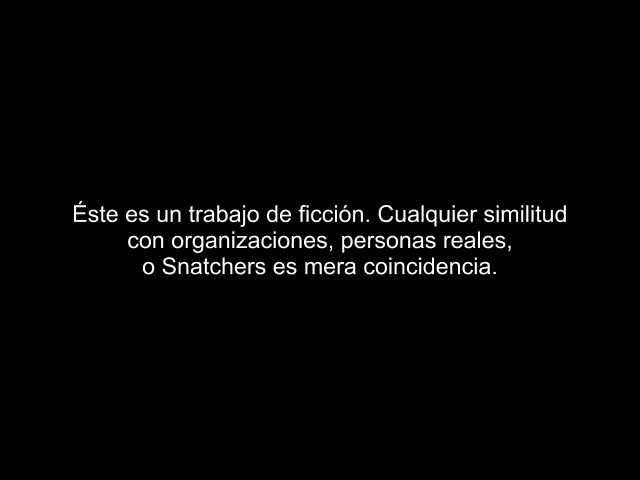 Éste es un trabajo de ficción. Cualquier similitud
con organizaciones, personas reales,
o Snatchers es mera coincidencia.